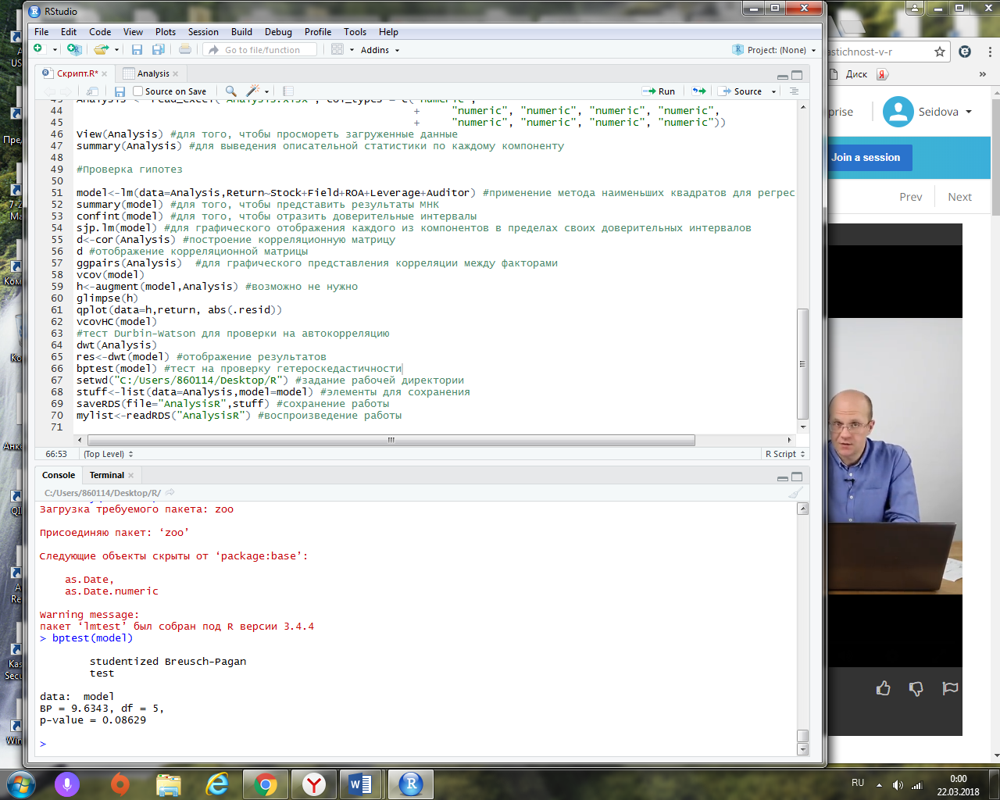 RStudio
File Edit Code View Plots Session Build Debug Profile Tools Help
Go to file/function Addins Project: (None)
Скрипт.R* Analysis
Source on Save Run Source
43 Analysis <- read_excel("Analysis.xlsx", col_types = c("numeric",
44 + "numeric", "numeric", "numeric", "numeric",
45 + "numeric", "numeric", "numeric", "numeric"))
46 View(Analysis) #для того, чтобы просмореть загруженные данные
47 summary(Analysis) #для выведения описательной статистики по каждому компоненту
48
49 #Проверка гипотез
50
51 model<-lm(data=Analysis,Return~Stock+Field+ROA+Leverage+Auditor) #применение метода наименьших квадратов для регрес
52 summary(model) #для того, чтобы представить результаты МНК
53 confint(model) #для того, чтобы отразить доверительные интервалы
54 sjp.lm(model) #для графического отображения каждого из компонентов в пределах своих доверительных интервалов
55 d<-cor(Analysis) #построение корреляционную матрицу
56 d #отображение корреляционной матрицы
57 ggpairs(Analysis)  #для графического представления корреляции между факторами
58 vcov(model)
59 h<-augment(model,Analysis) #возможно не нужно
60 glimpse(h)
61 qplot(data=h,return, abs(.resid))
62 vcovHC(model)
63 #тест Durbin-Watson для проверки на автокорреляцию
64 dwt(Analysis)
65 res<-dwt(model) #отображение результатов
66 bptest(model) #тест на проверку гетероскедастичности
67 setwd("C:/Users/860114/Desktop/R") #задание рабочей директории
68 stuff<-list(data=Analysis,model=model) #элементы для сохранения
69 saveRDS(file="AnalysisR",stuff) #сохранение работы
70 mylist<-readRDS("AnalysisR") #воспроизведение работы
71
66:53 (Top Level) R Script
Console Terminal
C:/Users/860114/Desktop/R/
Загрузка требуемого пакета: zoo
Присоединяю пакет: ‘zoo’
Следующие объекты скрыты от ‘package:base’:
as.Date,
as.Date.numeric
Warning message:
пакет ‘lmtest’ был собран под R версии 3.4.4
> bptest(model)
studentized Breusch-Pagan
test
data:  model
BP = 9.6343, df = 5,
p-value = 0.08629
>
astichnost-v-r
Диск Я
prise Seidova
Join a session
Prev Next
RU 0:00
22.03.2018